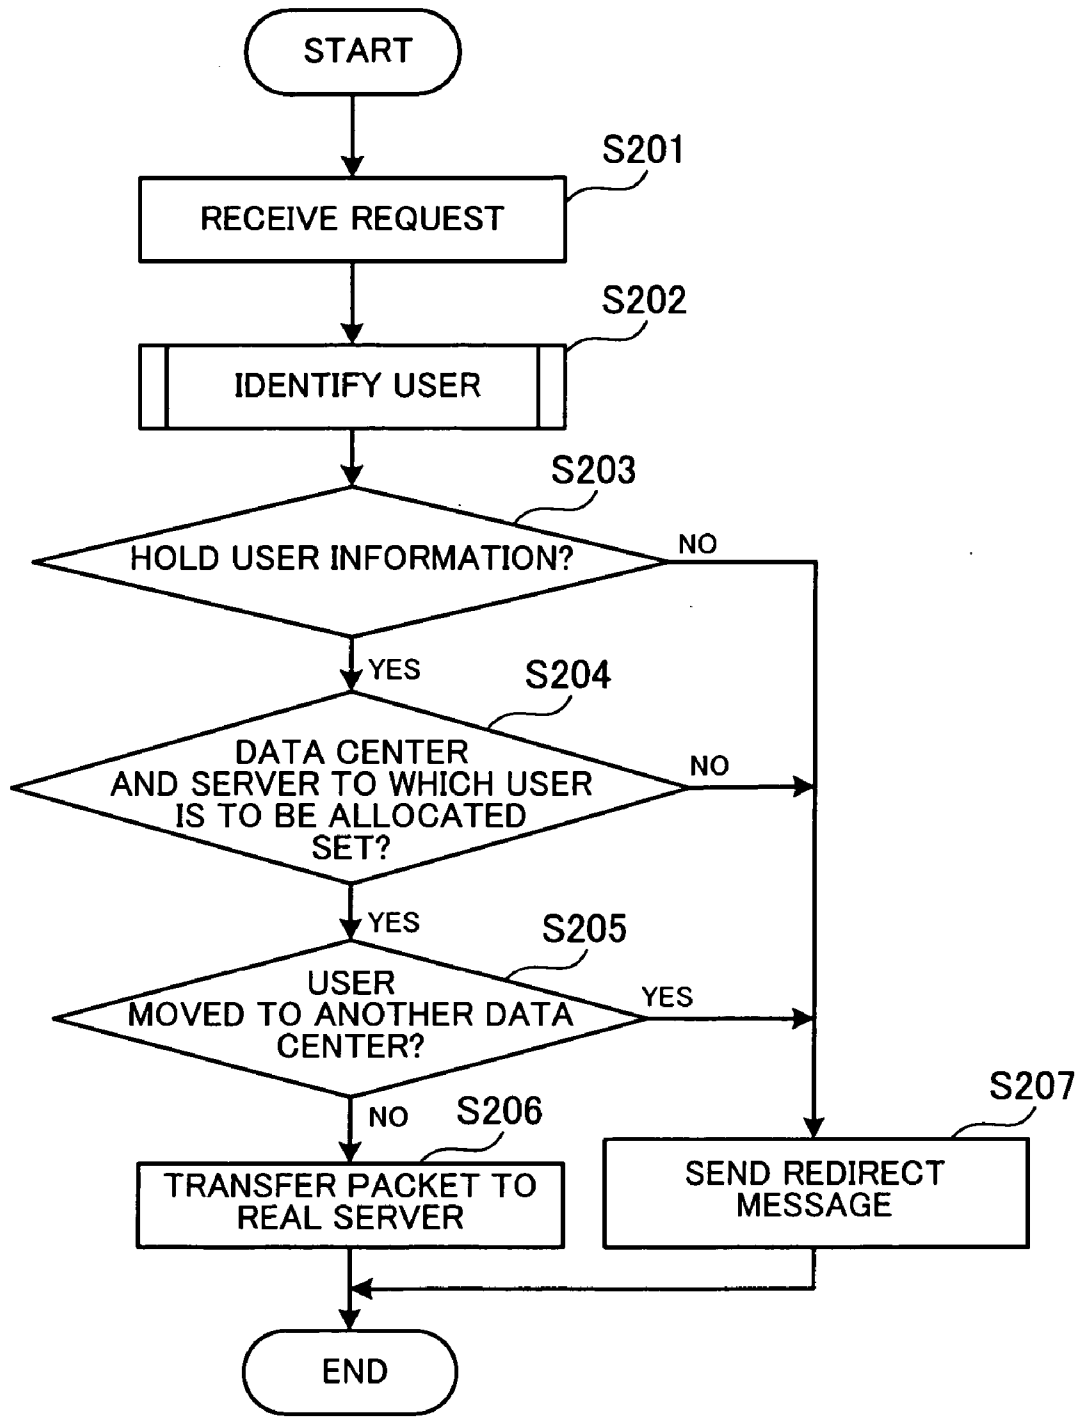 START
S201
RECEIVE REQUEST
S202
IDENTIFY USER
S203
HOLD USER INFORMATION?
NO
YES
S204
DATA CENTER
AND SERVER TO WHICH USER
IS TO BE ALLOCATED
SET?
NO
YES
S205
USER
MOVED TO ANOTHER DATA
CENTER?
YES
NO
S206
TRANSFER PACKET TO
REAL SERVER
S207
SEND REDIRECT
MESSAGE
END